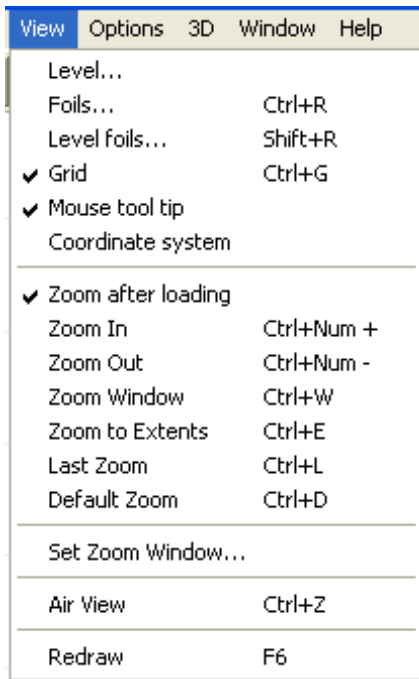 View Options 3D Window Help
Level...
Foils... Ctrl+R
Level foils... Shift+R
Grid Ctrl+G
Mouse tool tip
Coordinate system
Zoom after loading
Zoom In Ctrl+Num +
Zoom Out Ctrl+Num -
Zoom Window Ctrl+W
Zoom to Extents Ctrl+E
Last Zoom Ctrl+L
Default Zoom Ctrl+D
Set Zoom Window...
Air View Ctrl+Z
Redraw F6